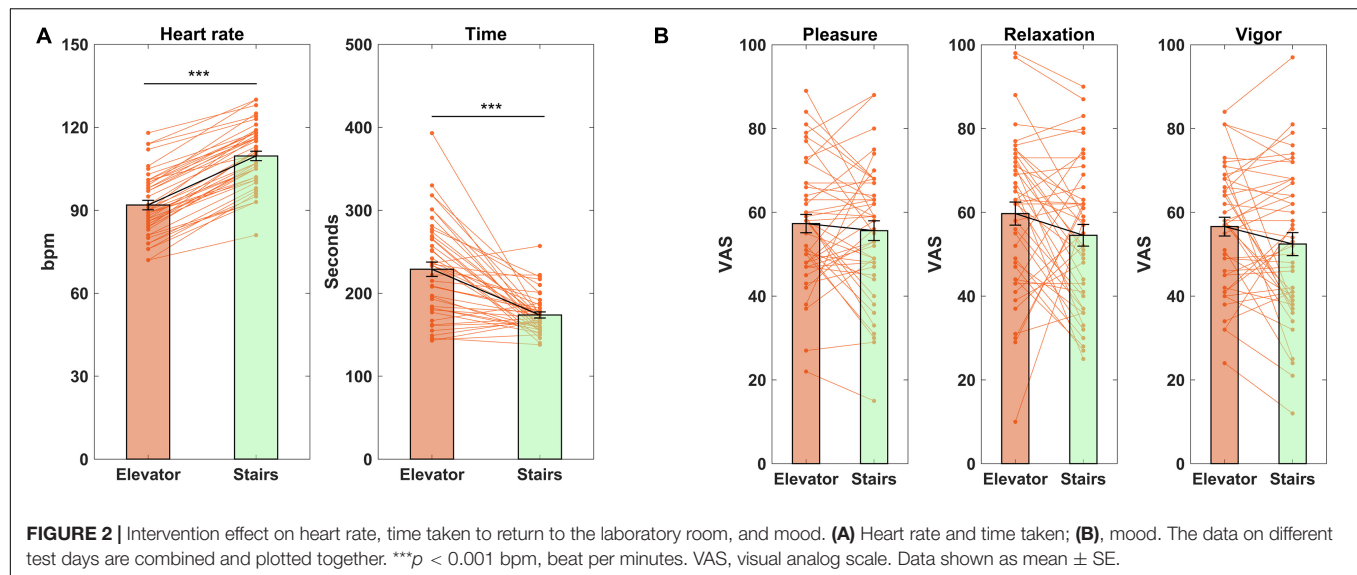 A
Heart rate
150
120
90
60
30
0
bpm
***
Elevator Stairs
Time
500
400
300
200
100
0
Seconds
***
Elevator Stairs
B
Pleasure
100
80
60
40
20
0
VAS
Elevator Stairs
Relaxation
100
80
60
40
20
0
VAS
Elevator Stairs
Vigor
100
80
60
40
20
0
VAS
Elevator Stairs
FIGURE 2 | Intervention effect on heart rate, time taken to return to the laboratory room, and mood. (A) Heart rate and time taken; (B), mood. The data on different
test days are combined and plotted together. ***p < 0.001 bpm, beat per minutes. VAS, visual analog scale. Data shown as mean ± SE.